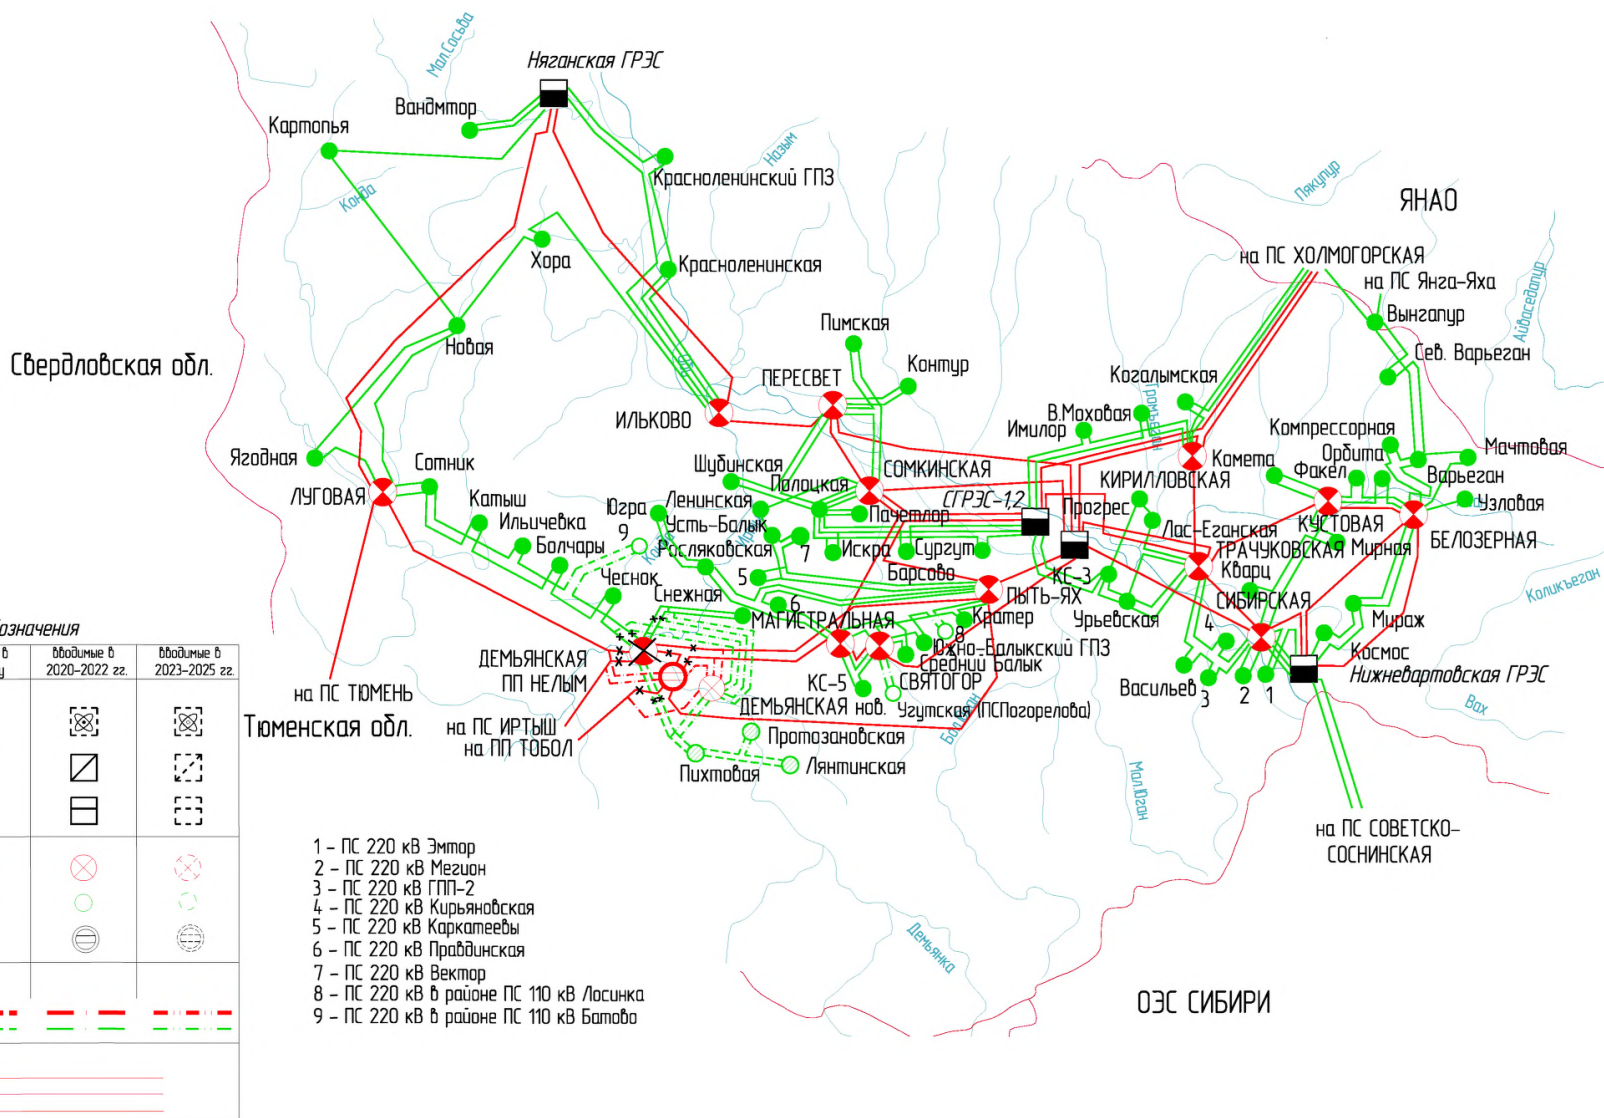 Мал.Сосьва
Няганская ГРЭС
Вандмтор
Картопья
Назым
Красноленинский ГПЗ
Конда
Пякупур
ЯНАО
Хора
Красноленинская
на ПС ХОЛМОГОРСКАЯ
на ПС Янга-Яха
Айваседапур
Вынгапур
Пимская
Новая
Обь
Сев. Варьеган
Свердловская обл.
Контур
ПЕРЕСВЕТ
Когалымская
Громъеган
ИЛЬКОВО
В.Моховая
Имилор
Компрессорная
Орбита
Мачтовая
Ягодная
Сотник
Шубинская
Полоцкая
СОМКИНСКАЯ
Комета
Факел
Варьеган
КИРИЛЛОВСКАЯ
ЛУГОВАЯ
Катыш
Югра
Ленинская
СГРЭС-1,2
Прогрес
Узловая
Ильичевка
9
Усть-Балык
Почетлор
Лас-Еганская
КУСТОВАЯ
Болчары
Росляковская
7
Искра
Сургут
ТРАЧУКОВСКАЯ
Мирная
БЕЛОЗЕРНАЯ
Чеснок
5
Барсово
КС-3
Кварц
Снежная
6
ПЫТЬ-ЯХ
СИБИРСКАЯ
Коликъеган
МАГИСТРАЛЬНАЯ
Кратер
8
Урьевская
4
Мираж
Южно-Балыкский ГПЗ
ДЕМЬЯНСКАЯ
Средний Балык
Космос
ПП НЕЛЫМ
КС-5
СВЯТОГОР
Васильев
3
2
1
Нижневартовская ГРЭС
на ПС ТЮМЕНЬ
ДЕМЬЯНСКАЯ нов.
Угутская (ПСПогорелова)
Вах
Тюменская обл.
на ПС ИРТЫШ
на ПП ТОБОЛ
Протозановская
Пихтовая
Лянтинская
Мал.Юган
на ПС СОВЕТСКО-
СОСНИНСКАЯ
вводимые в
2020-2022 гг.
вводимые в
2023-2025 гг.
1 - ПС 220 кВ Эмтор
2 - ПС 220 кВ Мегион
3 - ПС 220 кВ ГПП-2
4 - ПС 220 кВ Кирьяновская
5 - ПС 220 кВ Каркатеевы
6 - ПС 220 кВ Правдинская
7 - ПС 220 кВ Вектор
8 - ПС 220 кВ в районе ПС 110 кВ Лосинка
9 - ПС 220 кВ в районе ПС 110 кВ Батово
Демьянка
ОЭС СИБИРИ